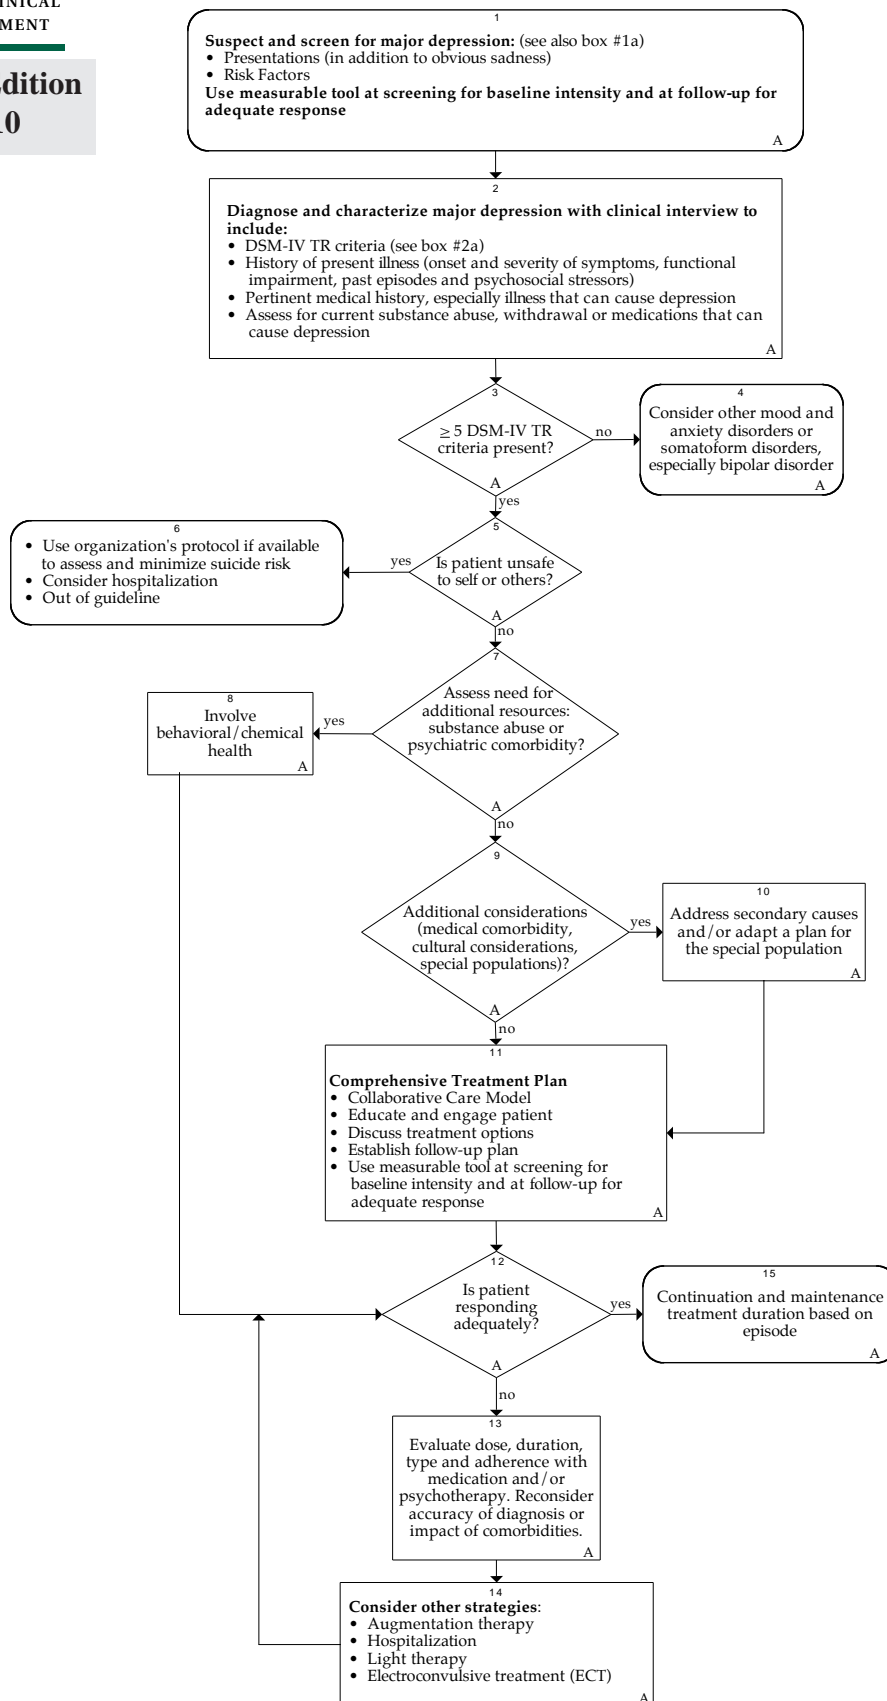 MENT
dition
1
Suspect and screen for major depression: (see also box #1a)
• Presentations (in addition to obvious sadness)
• Risk Factors
Use measurable tool at screening for baseline intensity and at follow-up for
adequate response
A
2
Diagnose and characterize major depression with clinical interview to
include:
• DSM-IV TR criteria (see box #2a)
• History of present illness (onset and severity of symptoms, functional
impairment, past episodes and psychosocial stressors)
• Pertinent medical history, especially illness that can cause depression
• Assess for current substance abuse, withdrawal or medications that can
cause depression
A
3
≥ 5 DSM-IV TR
criteria present?
A
no
yes
4
Consider other mood and
anxiety disorders or
somatoform disorders,
especially bipolar disorder
A
5
Is patient unsafe
to self or others?
A
yes
no
6
• Use organization's protocol if available
to assess and minimize suicide risk
• Consider hospitalization
• Out of guideline
7
Assess need for
additional resources:
substance abuse or
psychiatric comorbidity?
A
yes
no
8
Involve
behavioral/chemical
health
A
9
Additional considerations
(medical comorbidity,
cultural considerations,
special populations)?
A
yes
no
10
Address secondary causes
and/or adapt a plan for
the special population
A
11
Comprehensive Treatment Plan
• Collaborative Care Model
• Educate and engage patient
• Discuss treatment options
• Establish follow-up plan
• Use measurable tool at screening for
baseline intensity and at follow-up for
adequate response
A
12
Is patient
responding
adequately?
A
yes
no
15
Continuation and maintenance
treatment duration based on
episode
A
13
Evaluate dose, duration,
type and adherence with
medication and/or
psychotherapy. Reconsider
accuracy of diagnosis or
impact of comorbidities.
A
14
Consider other strategies:
• Augmentation therapy
• Hospitalization
• Light therapy
• Electroconvulsive treatment (ECT)
A